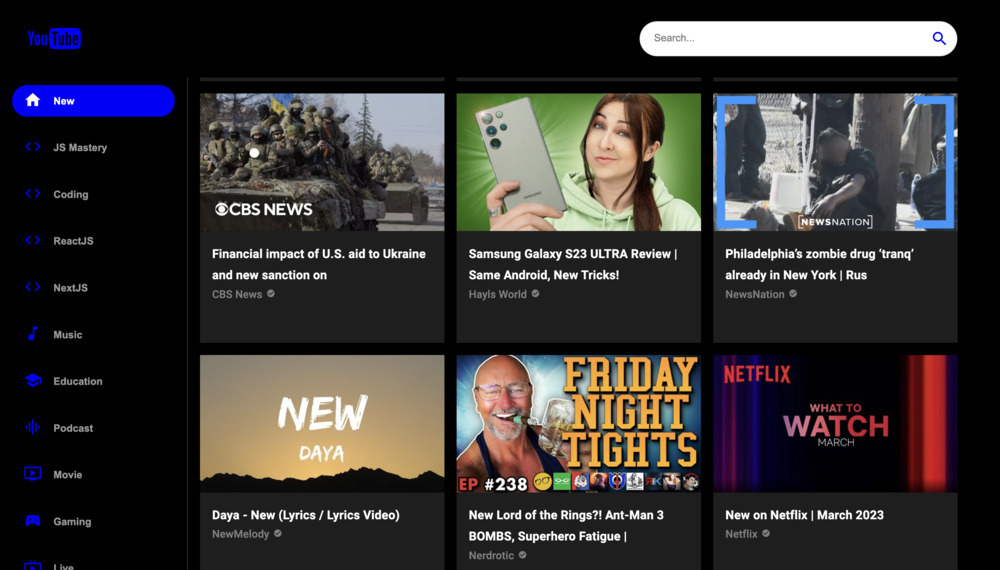 YouTube
Search...
New
JS Mastery
Coding
ReactJS
NextJS
Music
Education
Podcast
Movie
Gaming
Live
CBS NEWS
Financial impact of U.S. aid to Ukraine
and new sanction on
CBS News
SAMSUNG
Samsung Galaxy S23 ULTRA Review |
Same Android, New Tricks!
Hayls World
NEWSNATION
Philadelphia's zombie drug ‘tranq’
already in New York | Rus
NewsNation
NEW
DAYA
Daya - New (Lyrics / Lyrics Video)
NewMelody
FRIDAY
NIGHT
TIGHTS
EP #238
New Lord of the Rings?! Ant-Man 3
BOMBS, Superhero Fatigue |
Nerdrotic
NETFLIX
WHAT TO
WATCH
MARCH
New on Netflix | March 2023
Netflix